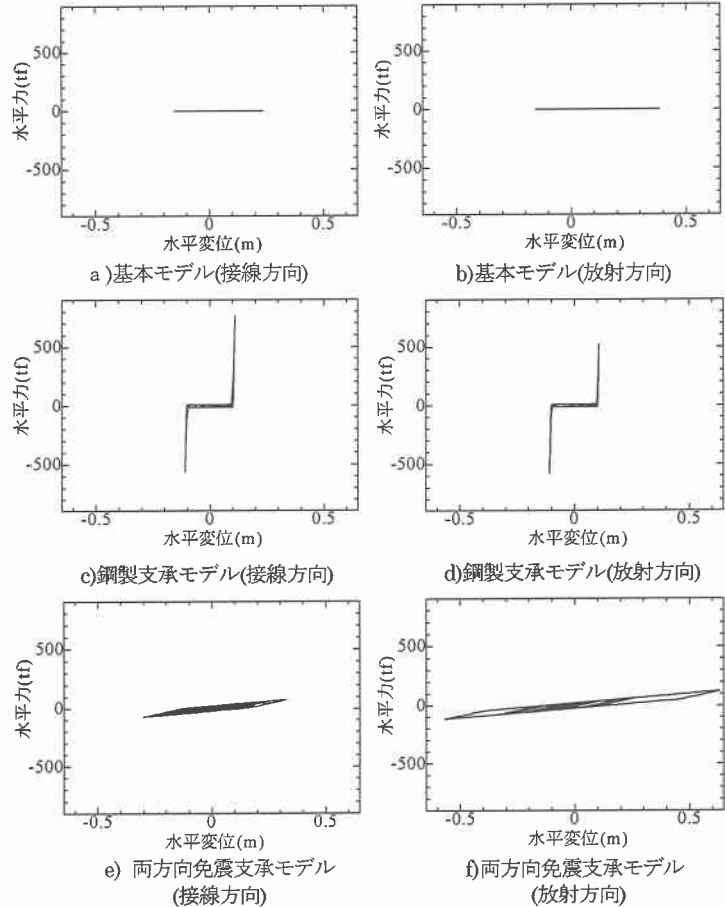 水平力(tf)
500
0
-500
-0.5
0
0.5
水平変位(m)
a )基本モデル(接線方向)
水平力(tf)
500
0
-500
-0.5
0
0.5
水平変位(m)
b)基本モデル(放射方向)
水平力(tf)
500
0
-500
-0.5
0
0.5
水平変位(m)
c)鋼製支承モデル(接線方向)
水平力(tf)
500
0
-500
-0.5
0
0.5
水平変位(m)
d)鋼製支承モデル(放射方向)
水平力(tf)
500
0
-500
-0.5
0
0.5
水平変位(m)
e) 両方向免震支承モデル
(接線方向)
水平力(tf)
500
0
-500
-0.5
0
0.5
水平変位(m)
f)両方向免震支承モデル
(放射方向)